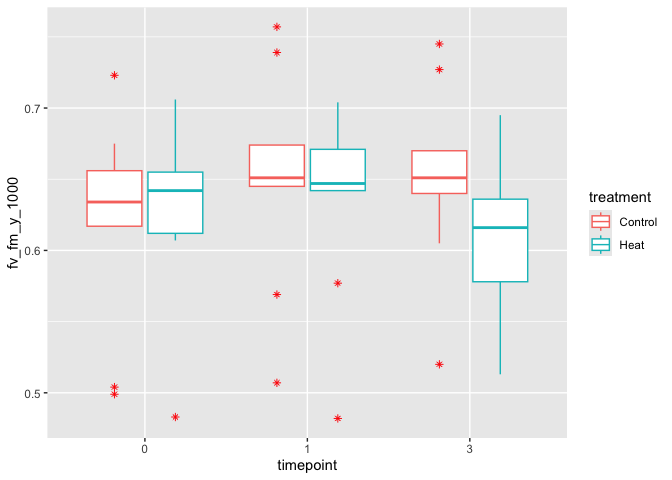 fv_fm_y_1000
0.7
0.6
0.5
0 1 3
timepoint
treatment
Control
Heat